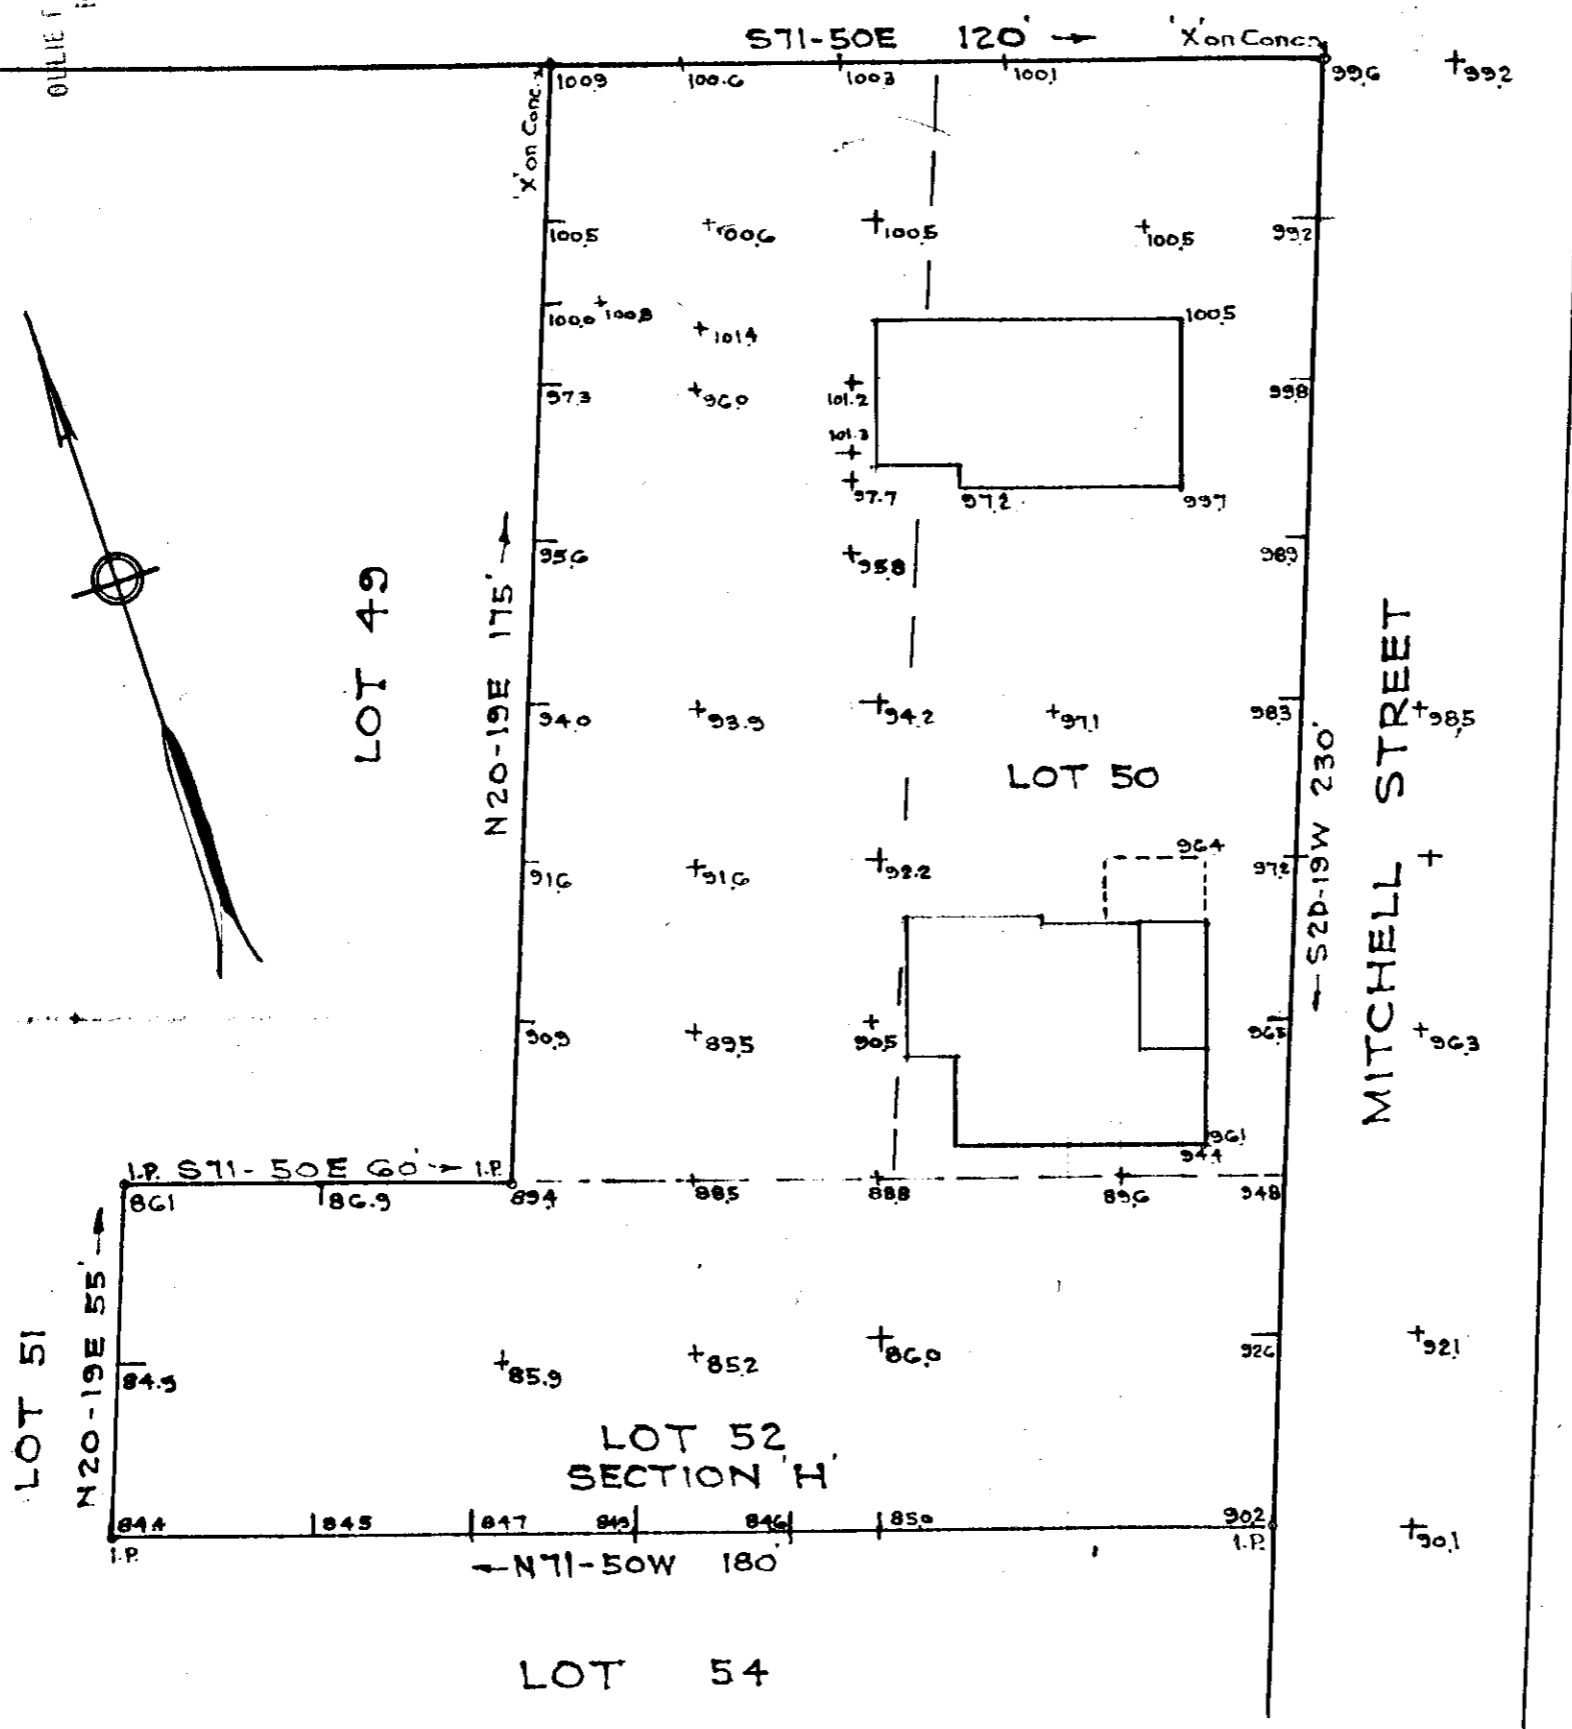 S71-50E 120' → 'X' on Conc.
100.9 100.6 100.3 100.1 99.6 +99.2
'X' on Conc.
100.5 +100.6 +100.5 +100.5 99.2
100.0 +100.8 +101.4 100.5
97.3 +96.0 101.2 99.8
101.3
97.7 97.2 99.7
95.6 +95.8 98.9
LOT 49
N20-19E 175' →
94.0 +93.9 +94.2 +97.1 98.3 +98.5
LOT 50
MITCHELL STREET
← S20-19W 230'
91.6 +91.6 +92.2 96.4 97.2 +
90.9 +89.5 90.5 96.5 +96.3
96.1
94.4
I.P. S71-50E 60' → I.P.
86.1 86.9 89.4 88.5 88.8 89.6 94.8
N20-19E 55' →
LOT 51
84.9 +85.9 +85.2 +86.0 92.6 +92.1
LOT 52
SECTION 'H'
84.4 84.5 84.7 84.9 84.6 85.0 90.2 +90.1
I.P. I.P.
← N71-50W 180'
LOT 54